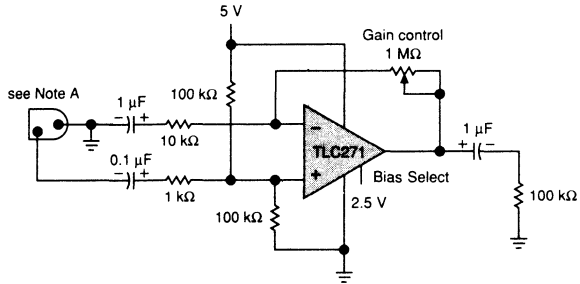 5 V
Gain control
1 MΩ
see Note A
100 kΩ
1 µF
- +
10 kΩ
-
TLC271
+
1 µF
+ -
0.1 µF
- +
1 kΩ
Bias Select
2.5 V
100 kΩ
100 kΩ